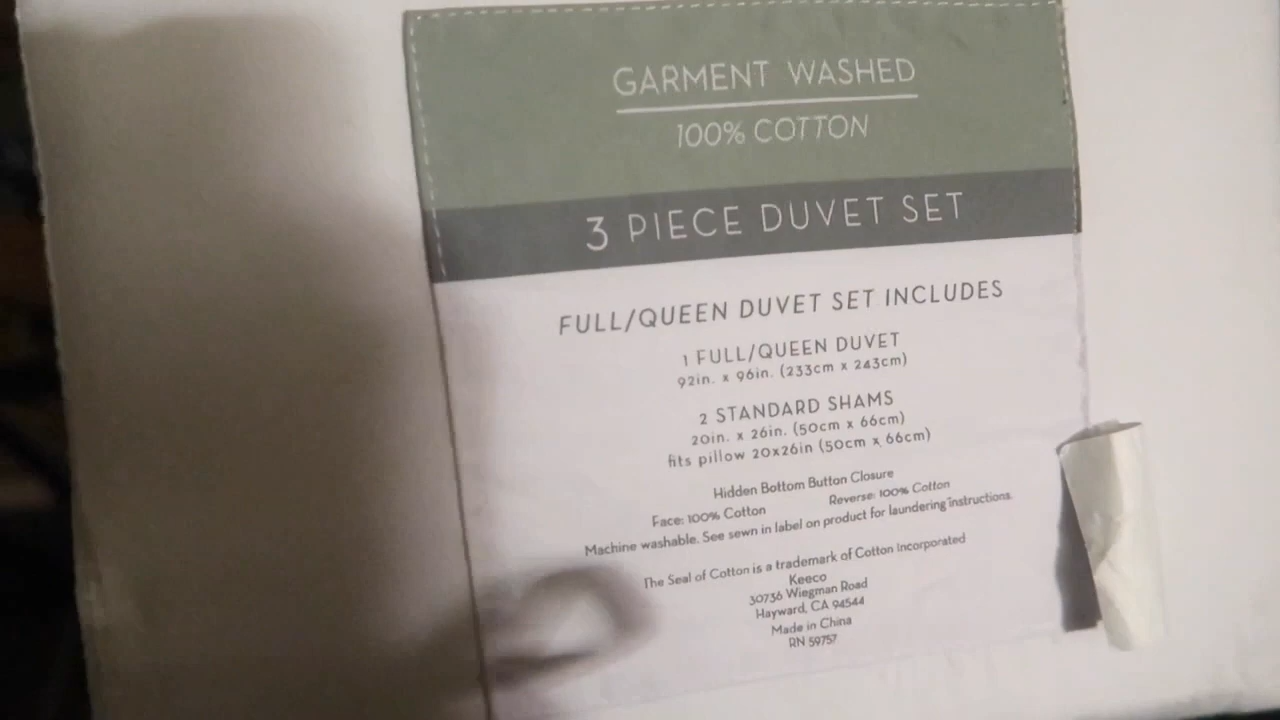 GARMENT WASHED
100% COTTON
3 PIECE DUVET SET
FULL/QUEEN DUVET SET INCLUDES
1 FULL/QUEEN DUVET
92in. x 96in. (233cm x 243cm)
2 STANDARD SHAMS
20in. x 26in. (50cm x 66cm)
fits pillow 20x26in (50cm x 66cm)
Hidden Bottom Button Closure
Face: 100% Cotton Reverse: 100% Cotton
Machine washable. See sewn in label on product for laundering instructions.
The Seal of Cotton is a trademark of Cotton Incorporated
Keeco
30736 Wiegman Road
Hayward, CA 94544
Made in China
RN 59757